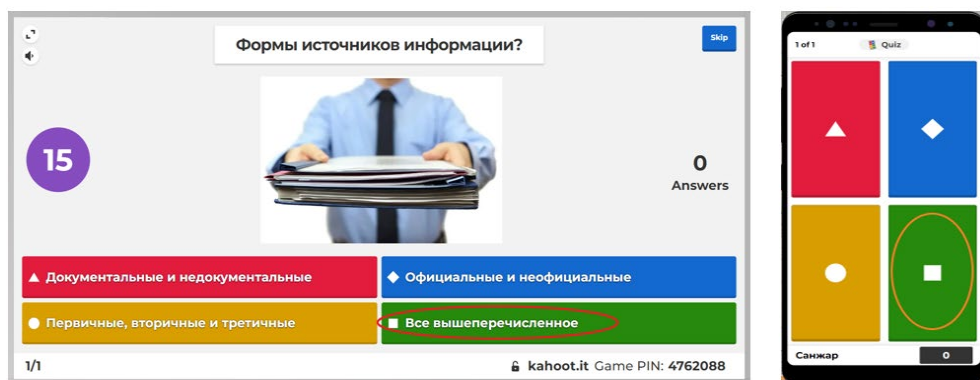 Формы источников информации?
Skip
15
0
Answers
Документальные и недокументальные
Официальные и неофициальные
Первичные, вторичные и третичные
Все вышеперечисленное
1/1
kahoot.it Game PIN: 4762088
1 of 1
Quiz
Санжар
0